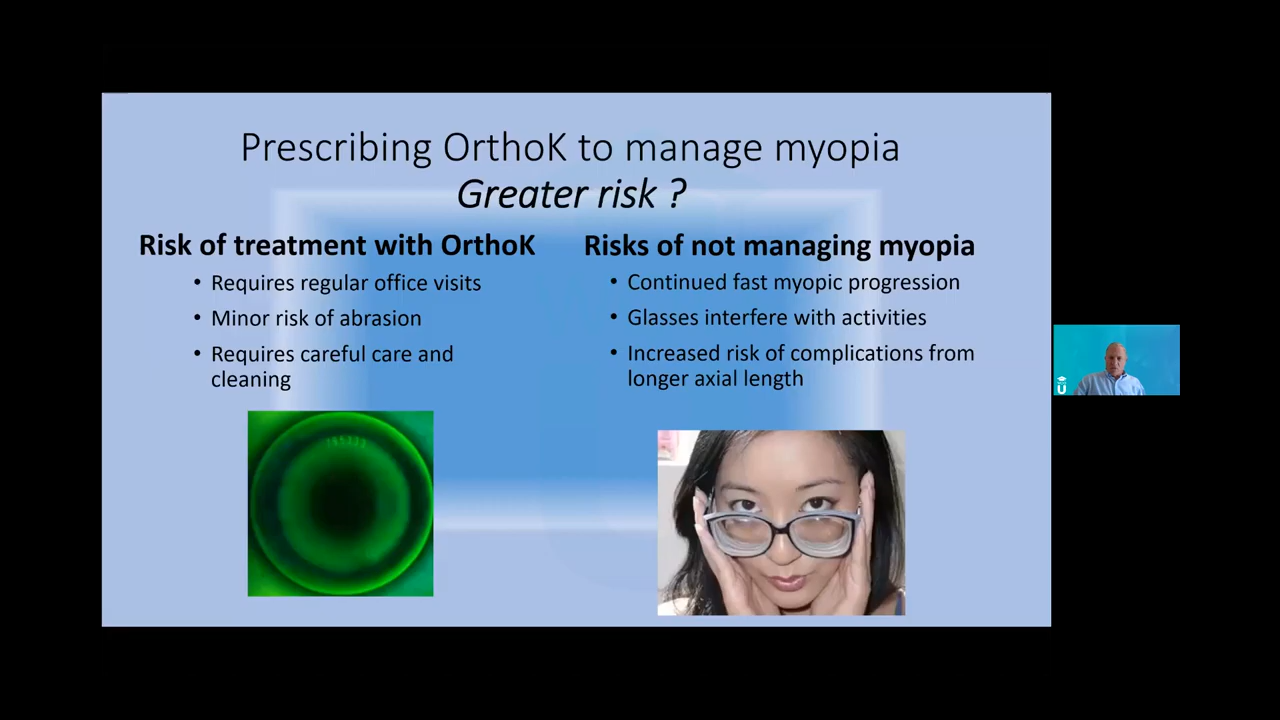 Prescribing OrthoK to manage myopia
Greater risk ?
Risk of treatment with OrthoK
• Requires regular office visits
• Minor risk of abrasion
• Requires careful care and
cleaning
Risks of not managing myopia
• Continued fast myopic progression
• Glasses interfere with activities
• Increased risk of complications from
longer axial length
U